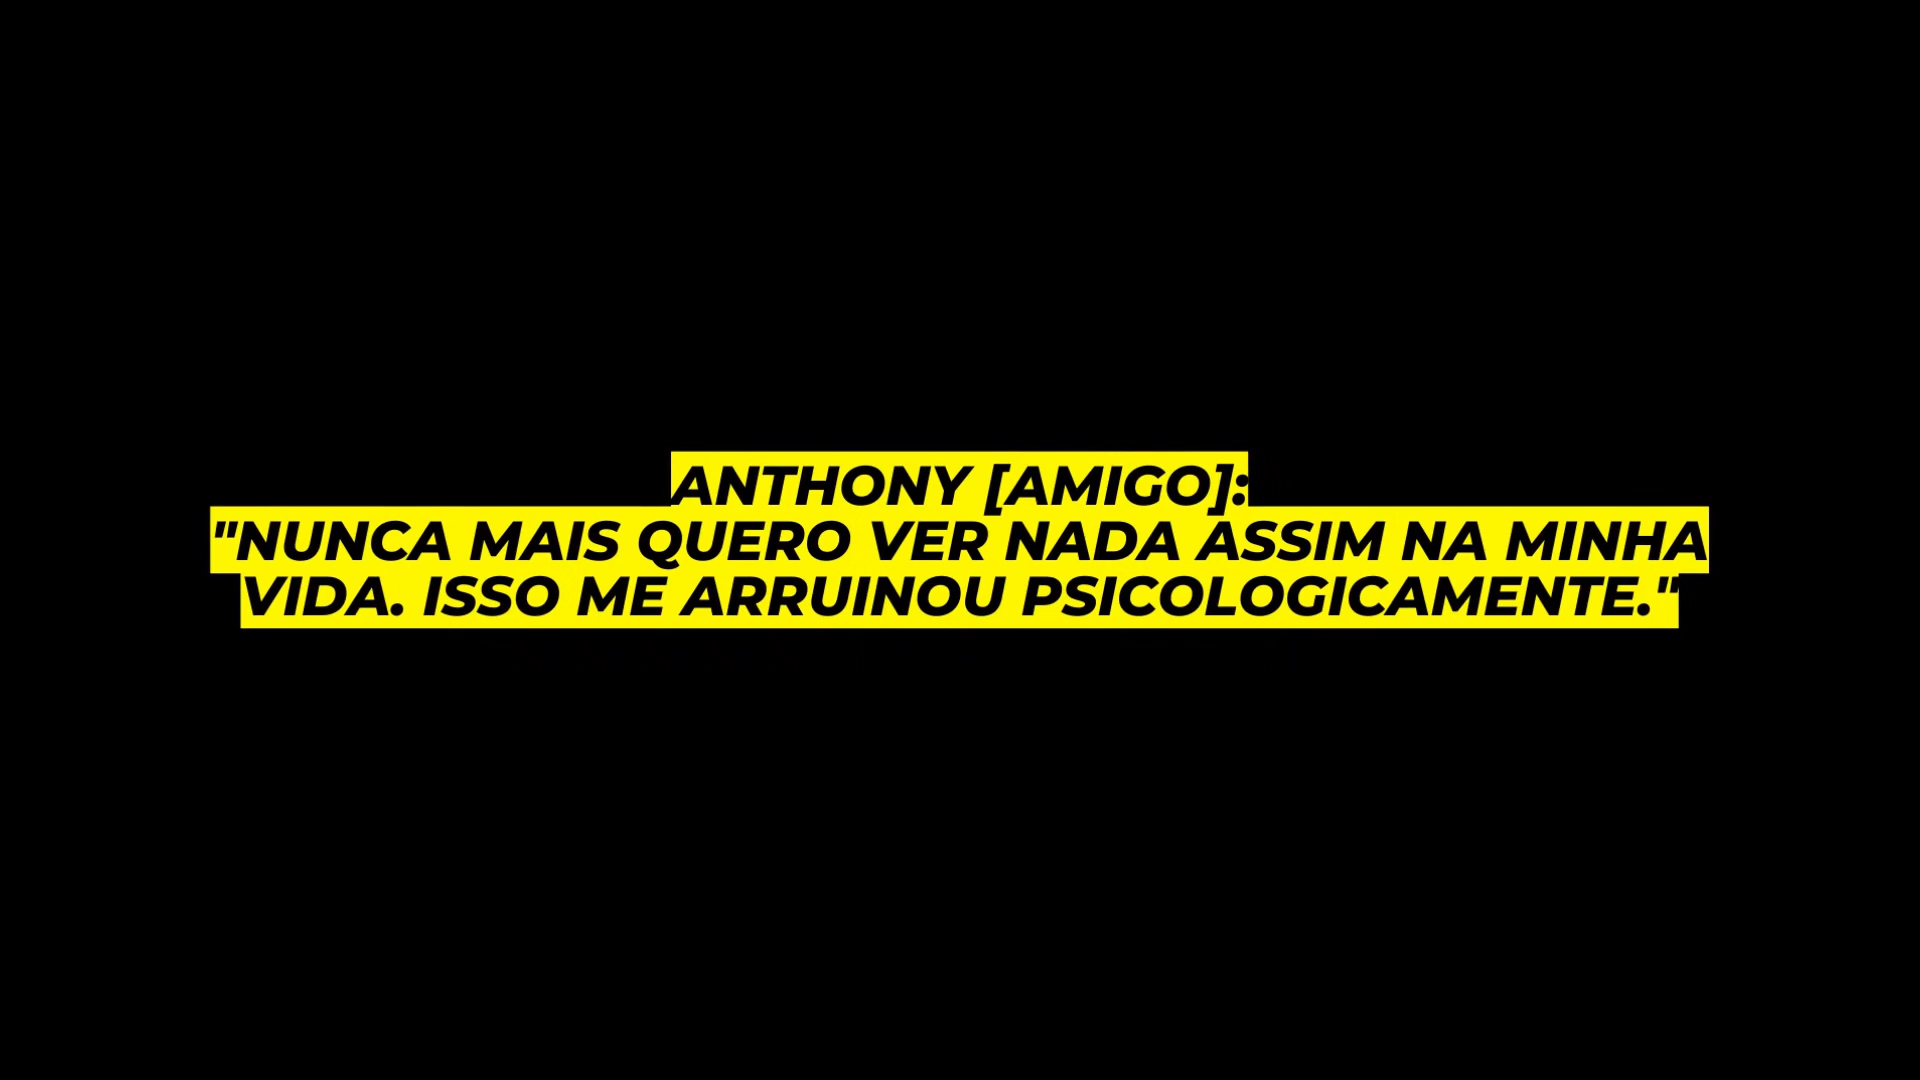 ANTHONY [AMIGO]:
"NUNCA MAIS QUERO VER NADA ASSIM NA MINHA
VIDA. ISSO ME ARRUINOU PSICOLOGICAMENTE."